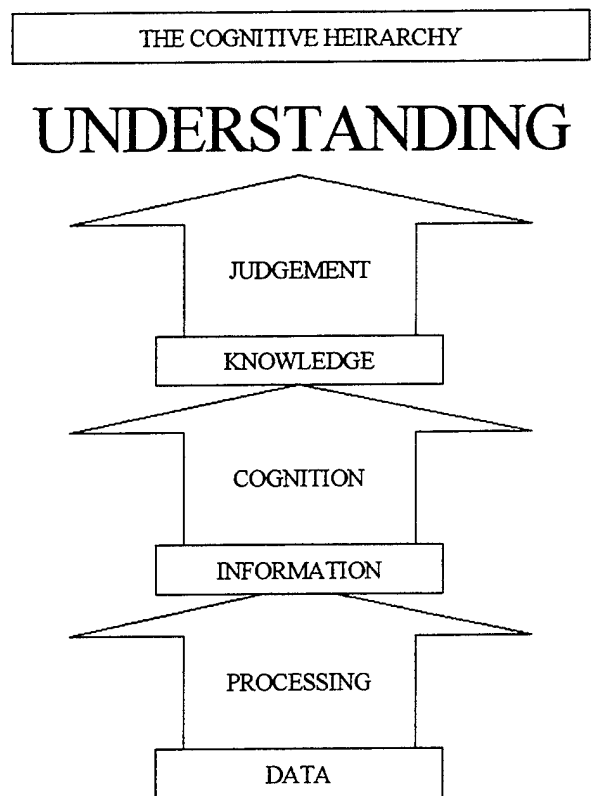 THE COGNITIVE HEIRARCHY
UNDERSTANDING
JUDGEMENT
KNOWLEDGE
COGNITION
INFORMATION
PROCESSING
DATA